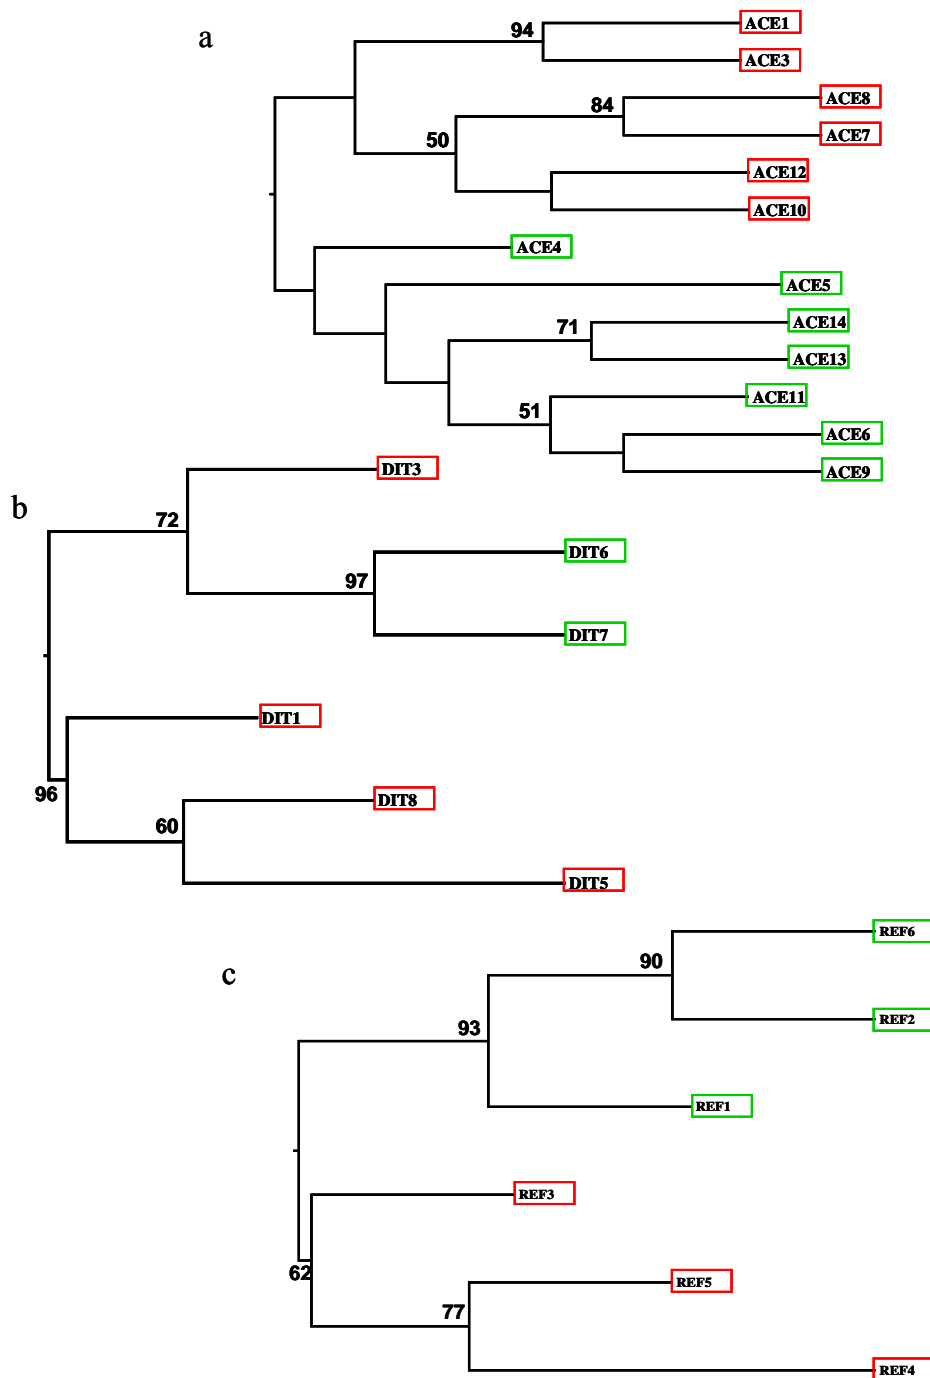 a
94
ACE1
ACE3
84
ACE8
50
ACE7
ACE12
ACE10
ACE4
ACE5
71
ACE14
ACE13
51
ACE11
ACE6
ACE9
b
DIT3
72
DIT6
97
DIT7
DIT1
96
DIT8
60
DIT5
c
REF6
90
REF2
93
REF1
REF3
62
REF5
77
REF4